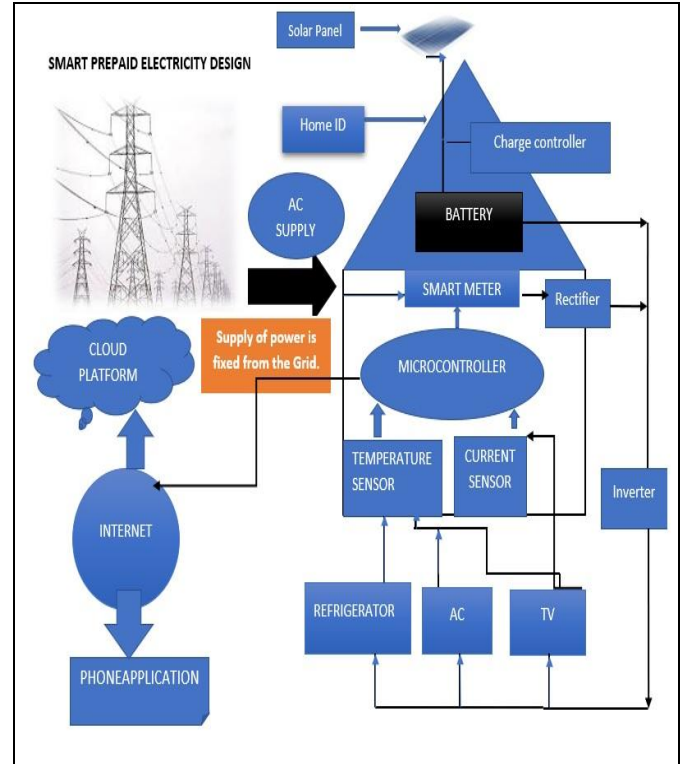 Solar Panel
SMART PREPAID ELECTRICITY DESIGN
Home ID
Charge controller
AC
SUPPLY
BATTERY
SMART METER
Rectifier
Supply of power is
fixed from the Grid.
CLOUD
PLATFORM
MICROCONTROLLER
TEMPERATURE
SENSOR
CURRENT
SENSOR
Inverter
INTERNET
REFRIGERATOR
AC
TV
PHONEAPPLICATION